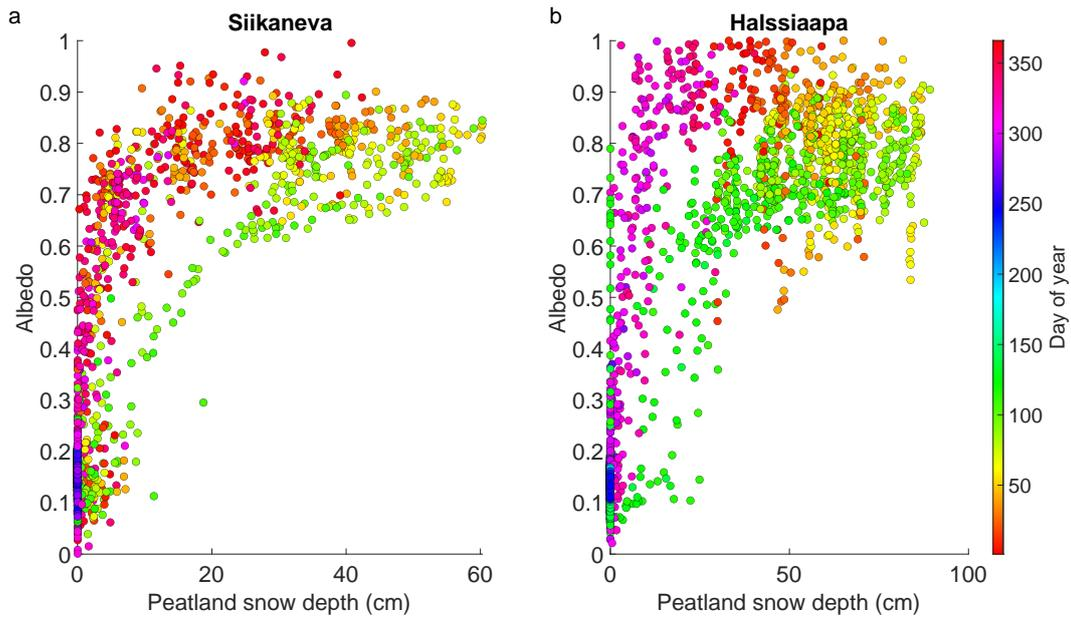 a
Siikaneva
1
0.9
0.8
0.7
0.6
0.5
0.4
0.3
0.2
0.1
0
Albedo
0 20 40 60
Peatland snow depth (cm)
b
Halssiaapa
1
0.9
0.8
0.7
0.6
0.5
0.4
0.3
0.2
0.1
0
Albedo
0 50 100
Peatland snow depth (cm)
350
300
250
200
150
100
50
Day of year